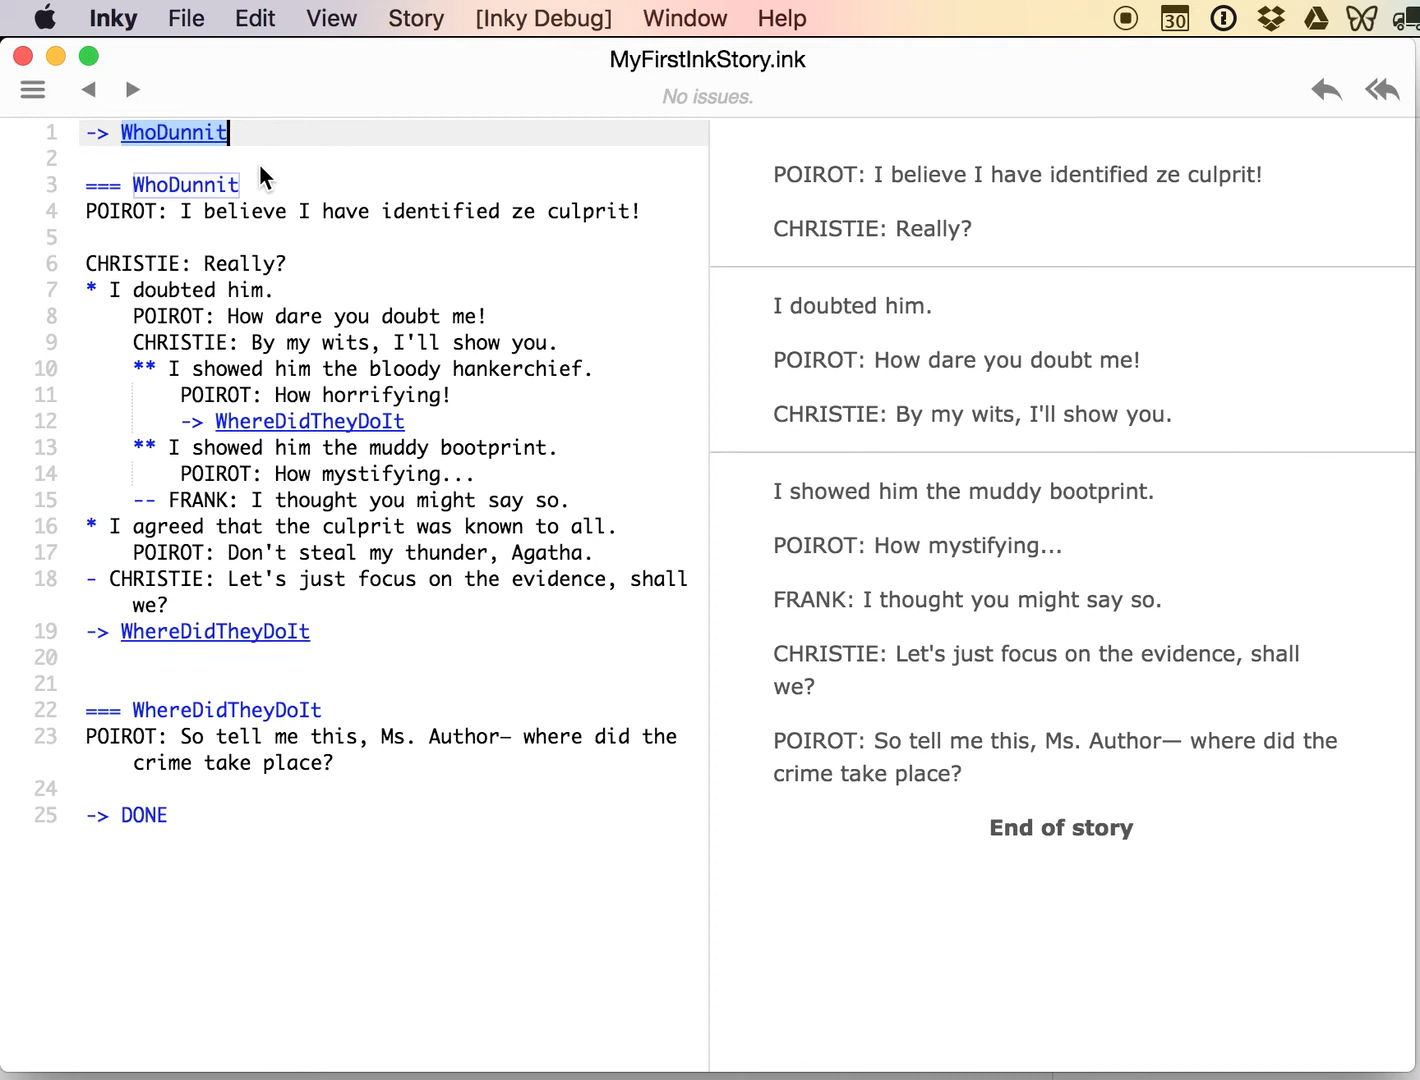 Inky File Edit View Story [Inky Debug] Window Help 30
MyFirstInkStory.ink
No issues.
1 -> WhoDunnit
2
3 === WhoDunnit
4 POIROT: I believe I have identified ze culprit!
5
6 CHRISTIE: Really?
7 * I doubted him.
8 POIROT: How dare you doubt me!
9 CHRISTIE: By my wits, I'll show you.
10 ** I showed him the bloody hankerchief.
11 POIROT: How horrifying!
12 -> WhereDidTheyDoIt
13 ** I showed him the muddy bootprint.
14 POIROT: How mystifying...
15 -- FRANK: I thought you might say so.
16 * I agreed that the culprit was known to all.
17 POIROT: Don't steal my thunder, Agatha.
18 - CHRISTIE: Let's just focus on the evidence, shall
we?
19 -> WhereDidTheyDoIt
20
21
22 === WhereDidTheyDoIt
23 POIROT: So tell me this, Ms. Author— where did the
crime take place?
24
25 -> DONE
POIROT: I believe I have identified ze culprit!
CHRISTIE: Really?
I doubted him.
POIROT: How dare you doubt me!
CHRISTIE: By my wits, I'll show you.
I showed him the muddy bootprint.
POIROT: How mystifying...
FRANK: I thought you might say so.
CHRISTIE: Let's just focus on the evidence, shall
we?
POIROT: So tell me this, Ms. Author— where did the
crime take place?
End of story